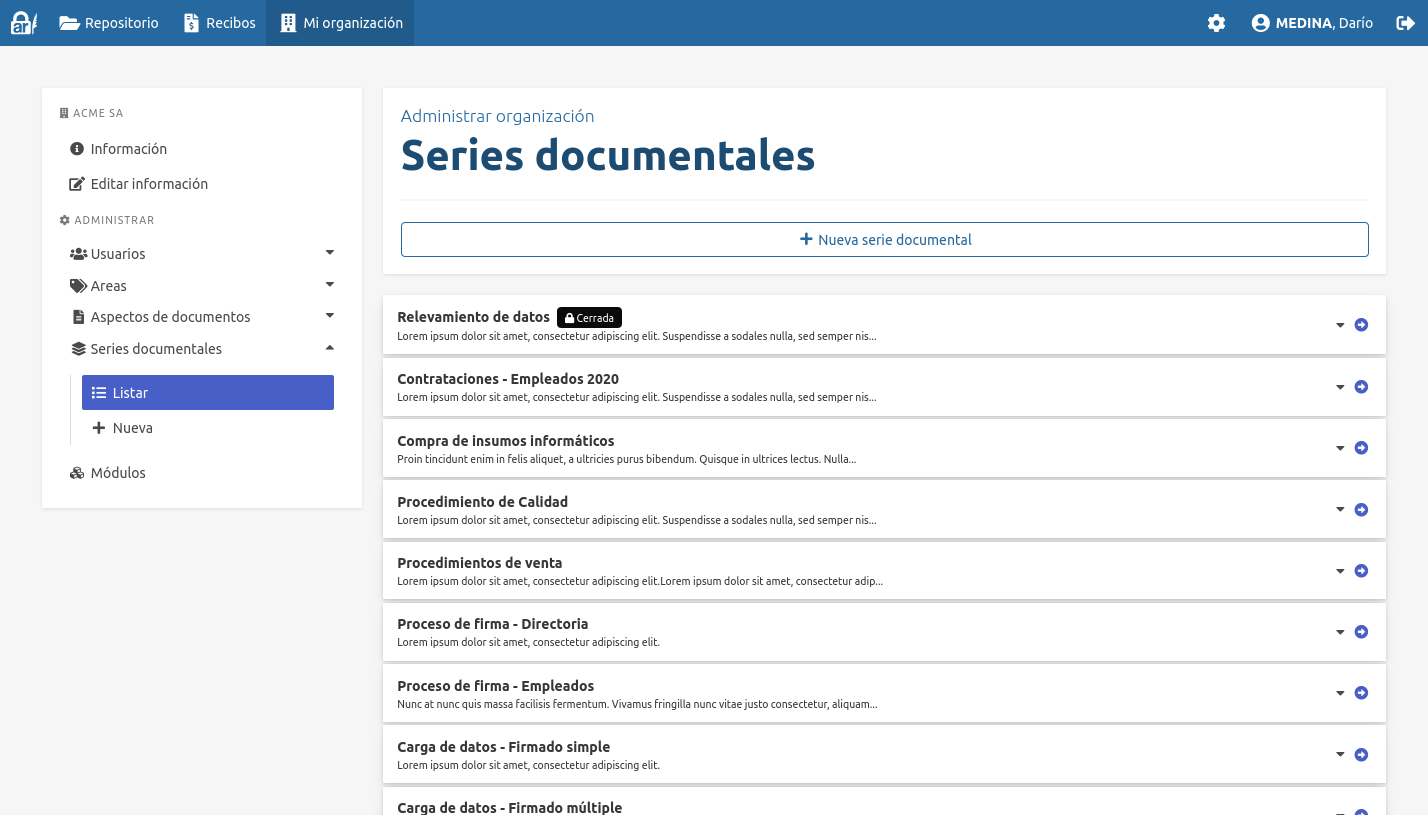 ar
Repositorio
Recibos
Mi organización
MEDINA, Darío
ACME SA
Información
Editar información
ADMINISTRAR
Usuarios
Areas
Aspectos de documentos
Series documentales
Listar
Nueva
Módulos
Administrar organización
Series documentales
Nueva serie documental
Relevamiento de datos Cerrada
Lorem ipsum dolor sit amet, consectetur adipiscing elit. Suspendisse a sodales nulla, sed semper nis...
Contrataciones - Empleados 2020
Lorem ipsum dolor sit amet, consectetur adipiscing elit. Suspendisse a sodales nulla, sed semper nis...
Compra de insumos informáticos
Proin tincidunt enim in felis aliquet, a ultricies purus bibendum. Quisque in ultrices lectus. Nulla...
Procedimiento de Calidad
Lorem ipsum dolor sit amet, consectetur adipiscing elit. Suspendisse a sodales nulla, sed semper nis...
Procedimientos de venta
Lorem ipsum dolor sit amet, consectetur adipiscing elit.Lorem ipsum dolor sit amet, consectetur adip...
Proceso de firma - Directoria
Lorem ipsum dolor sit amet, consectetur adipiscing elit.
Proceso de firma - Empleados
Nunc at nunc quis massa facilisis fermentum. Vivamus fringilla nunc vitae justo consectetur, aliquam...
Carga de datos - Firmado simple
Lorem ipsum dolor sit amet, consectetur adipiscing elit.
Carga de datos - Firmado múltiple